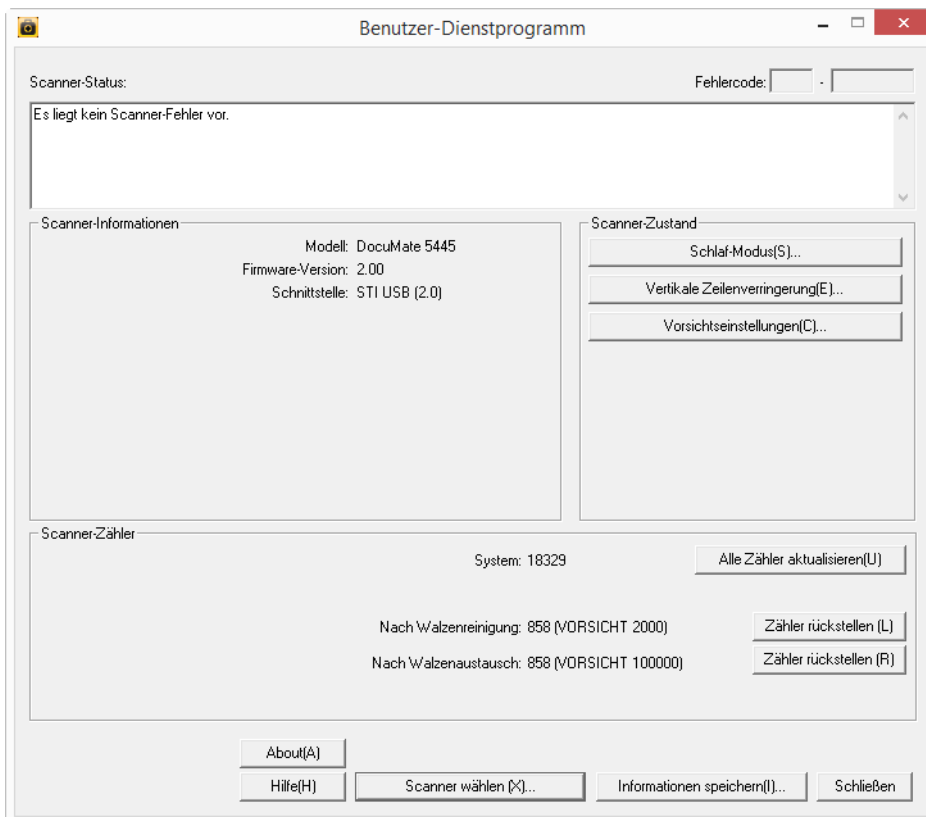 Benutzer-Dienstprogramm
Scanner-Status:
Fehlercode:
-
Es liegt kein Scanner-Fehler vor.
Scanner-Informationen
Modell: DocuMate 5445
Firmware-Version: 2.00
Schnittstelle: STI USB (2.0)
Scanner-Zustand
Schlaf-Modus(S)...
Vertikale Zeilenverringerung(E)...
Vorsichtseinstellungen(C)...
Scanner-Zähler
System: 18329
Alle Zähler aktualisieren(U)
Nach Walzenreinigung: 858 (VORSICHT 2000)
Zähler rückstellen (L)
Nach Walzenaustausch: 858 (VORSICHT 100000)
Zähler rückstellen (R)
About(A)
Hilfe(H)
Scanner wählen (X)...
Informationen speichern(I)...
Schließen